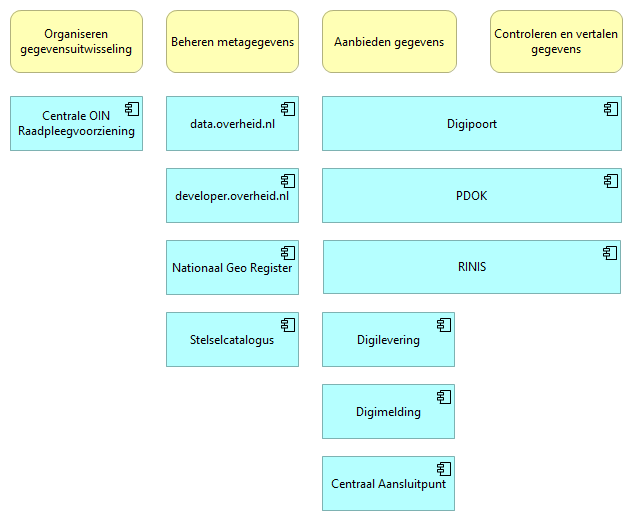 Organiseren
gegevensuitwisseling
Beheren metagegevens
Aanbieden gegevens
Controleren en vertalen
gegevens
Centrale OIN
Raadpleegvoorziening
data.overheid.nl
Digipoort
developer.overheid.nl
PDOK
Nationaal Geo Register
RINIS
Stelselcatalogus
Digilevering
Digimelding
Centraal Aansluitpunt